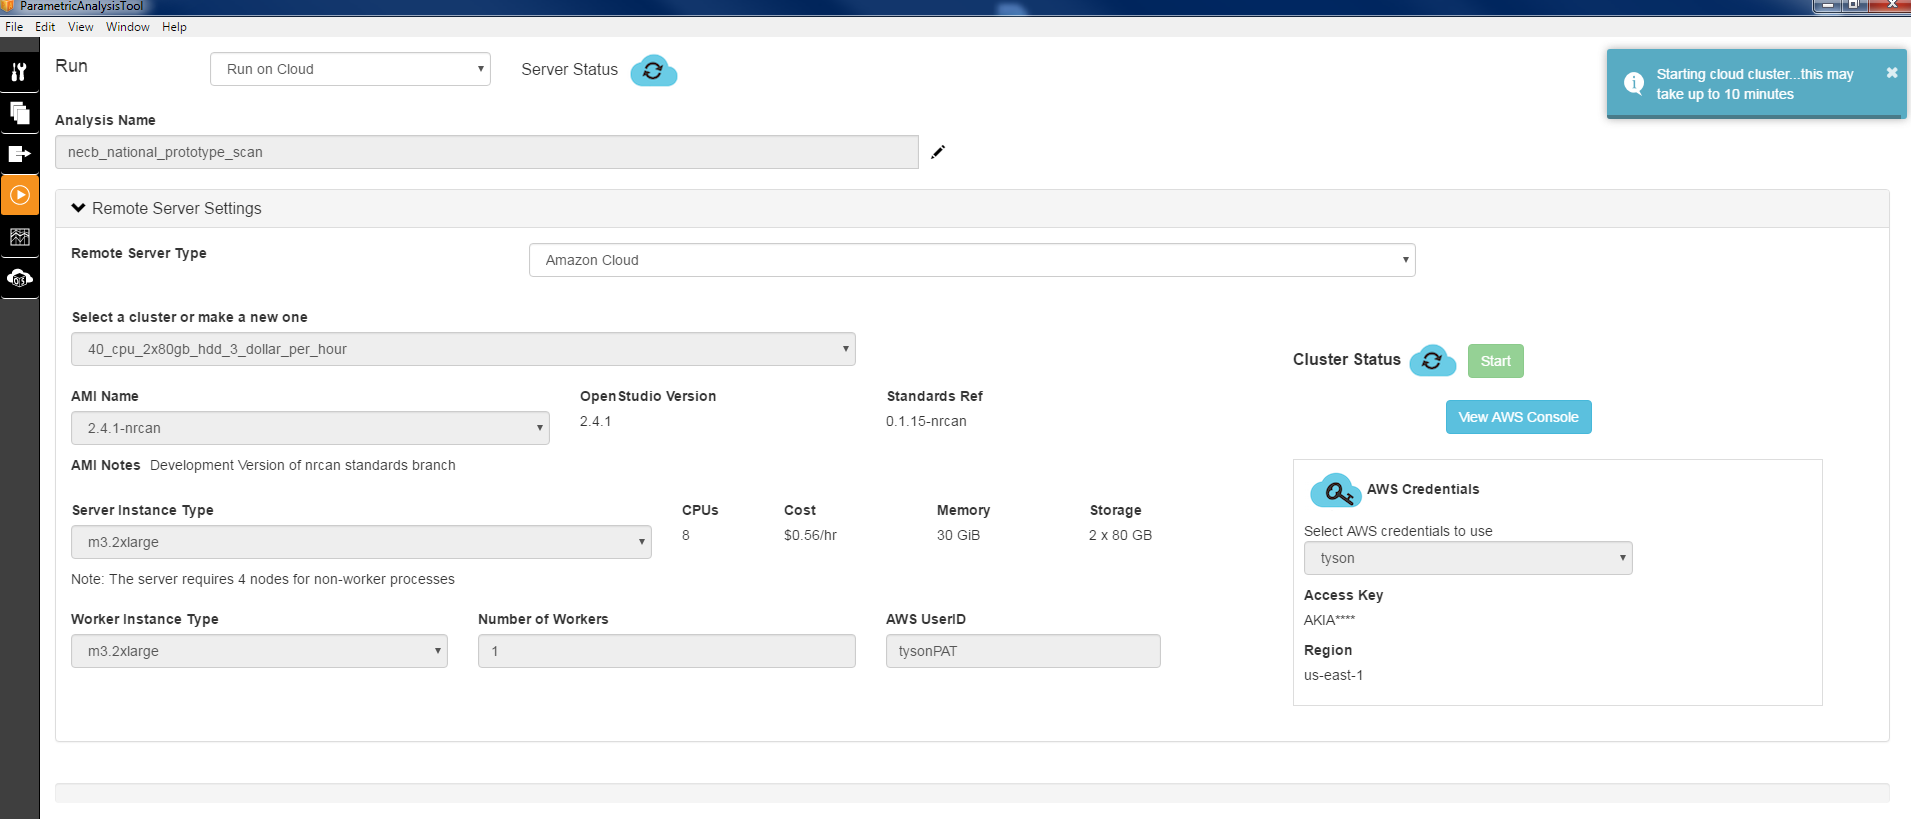 ParametricAnalysisTool
File Edit View Window Help
Run
Run on Cloud
Server Status
Starting cloud cluster...this may
take up to 10 minutes
Analysis Name
necb_national_prototype_scan
Remote Server Settings
Remote Server Type
Amazon Cloud
Select a cluster or make a new one
40_cpu_2x80gb_hdd_3_dollar_per_hour
Cluster Status
Start
AMI Name
OpenStudio Version
Standards Ref
2.4.1-nrcan
2.4.1
0.1.15-nrcan
View AWS Console
AMI Notes Development Version of nrcan standards branch
AWS Credentials
Server Instance Type
CPUs
Cost
Memory
Storage
m3.2xlarge
8
$0.56/hr
30 GiB
2 x 80 GB
Select AWS credentials to use
tyson
Note: The server requires 4 nodes for non-worker processes
Access Key
AKIA****
Worker Instance Type
Number of Workers
AWS UserID
m3.2xlarge
1
tysonPAT
Region
us-east-1